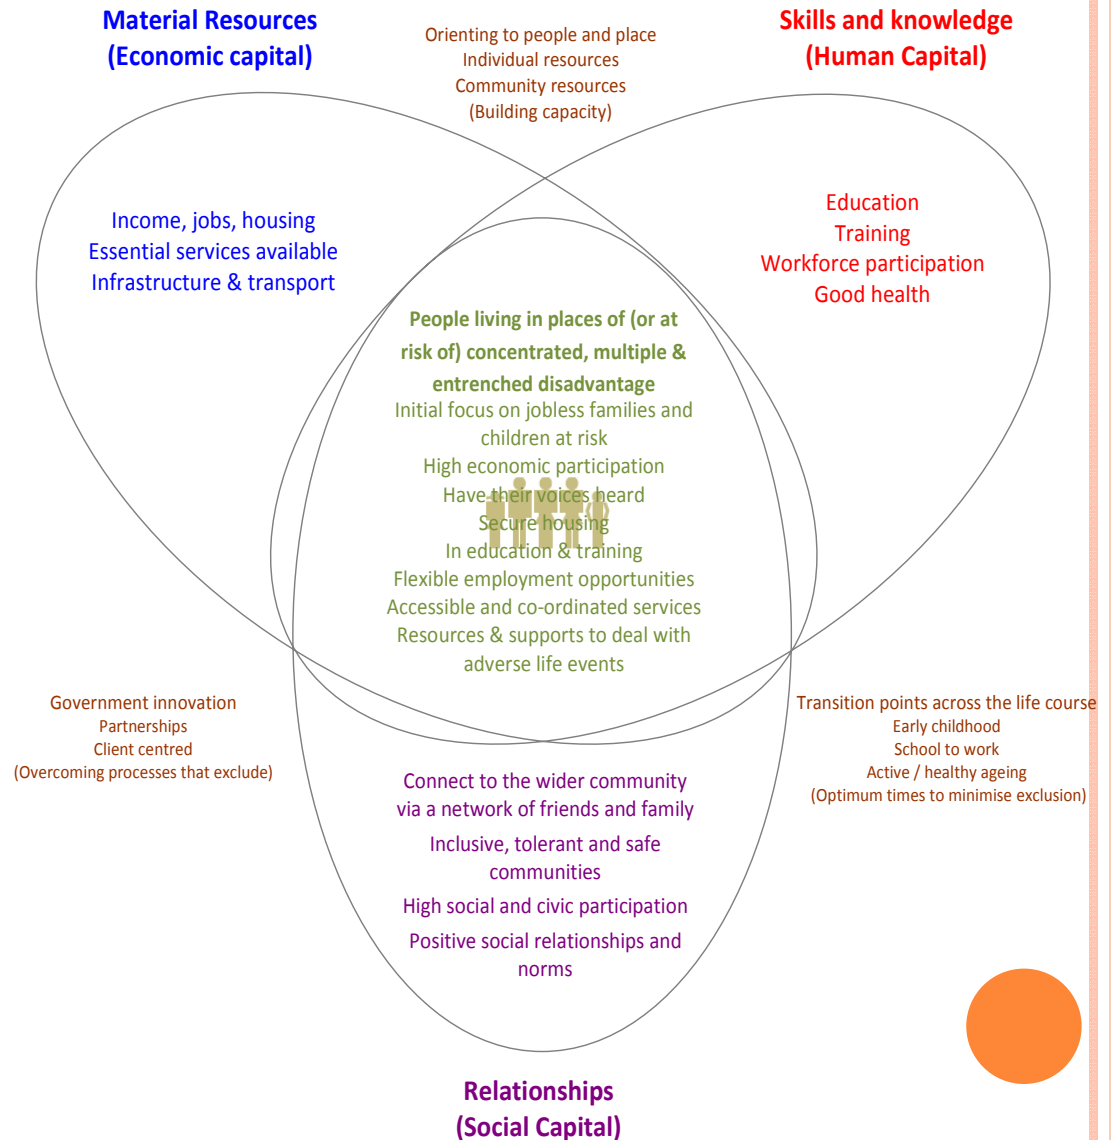 Material Resources
(Economic capital)
Orienting to people and place
Individual resources
Community resources
(Building capacity)
Skills and knowledge
(Human Capital)
Income, jobs, housing
Essential services available
Infrastructure & transport
Education
Training
Workforce participation
Good health
People living in places of (or at
risk of) concentrated, multiple &
entrenched disadvantage
Initial focus on jobless families and
children at risk
High economic participation
Have their voices heard
Secure housing
In education & training
Flexible employment opportunities
Accessible and co-ordinated services
Resources & supports to deal with
adverse life events
Government innovation
Partnerships
Client centred
(Overcoming processes that exclude)
Transition points across the life course
Early childhood
School to work
Active / healthy ageing
(Optimum times to minimise exclusion)
Connect to the wider community
via a network of friends and family
Inclusive, tolerant and safe
communities
High social and civic participation
Positive social relationships and
norms
Relationships
(Social Capital)